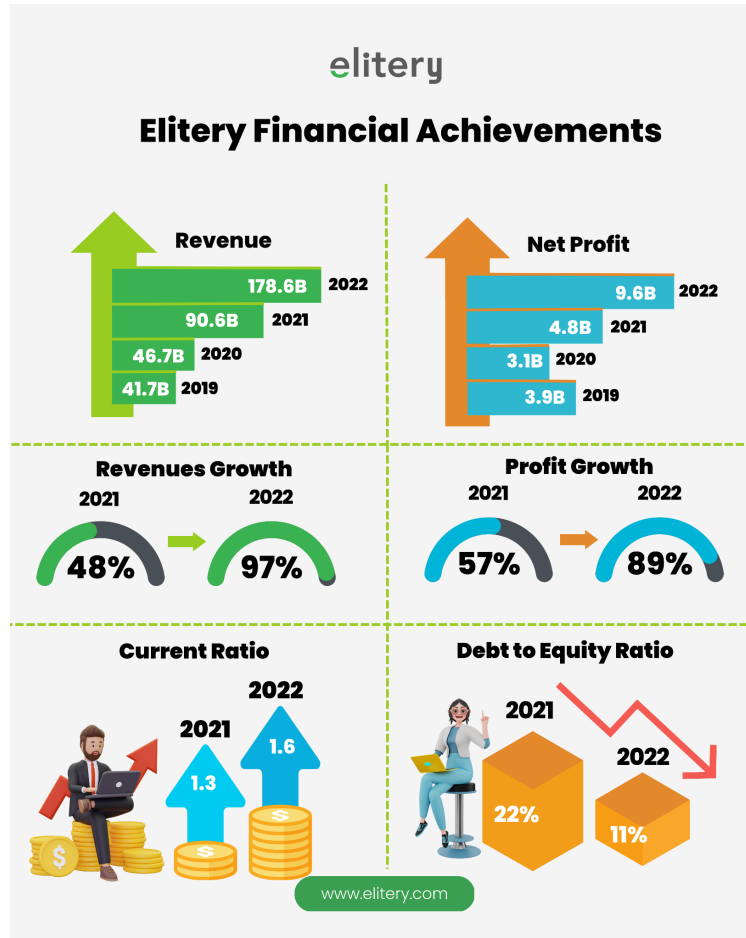 elitery
Elitery Financial Achievements
Revenue
178.6B 2022
90.6B 2021
46.7B 2020
41.7B 2019
Net Profit
9.6B 2022
4.8B 2021
3.1B 2020
3.9B 2019
Revenues Growth
2021 2022
48% 97%
Profit Growth
2021 2022
57% 89%
Current Ratio
2022
2021
1.6
1.3
$
$
$
Debt to Equity Ratio
2021
2022
22%
11%
www.elitery.com